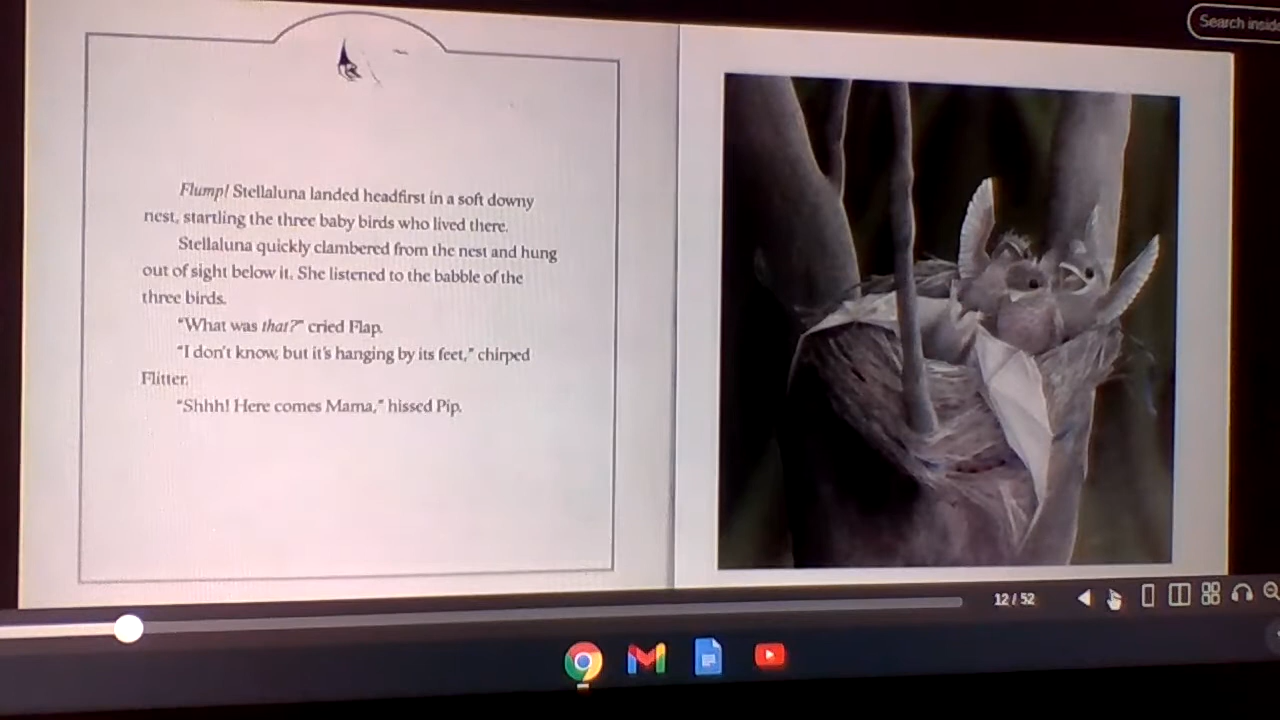 Search inside
Flump! Stellaluna landed headfirst in a soft downy
nest, startling the three baby birds who lived there.
Stellaluna quickly clambered from the nest and hung
out of sight below it. She listened to the babble of the
three birds.
"What was that?" cried Flap.
"I don't know, but it's hanging by its feet," chirped
Flitter.
"Shhh! Here comes Mama," hissed Pip.
12 / 52